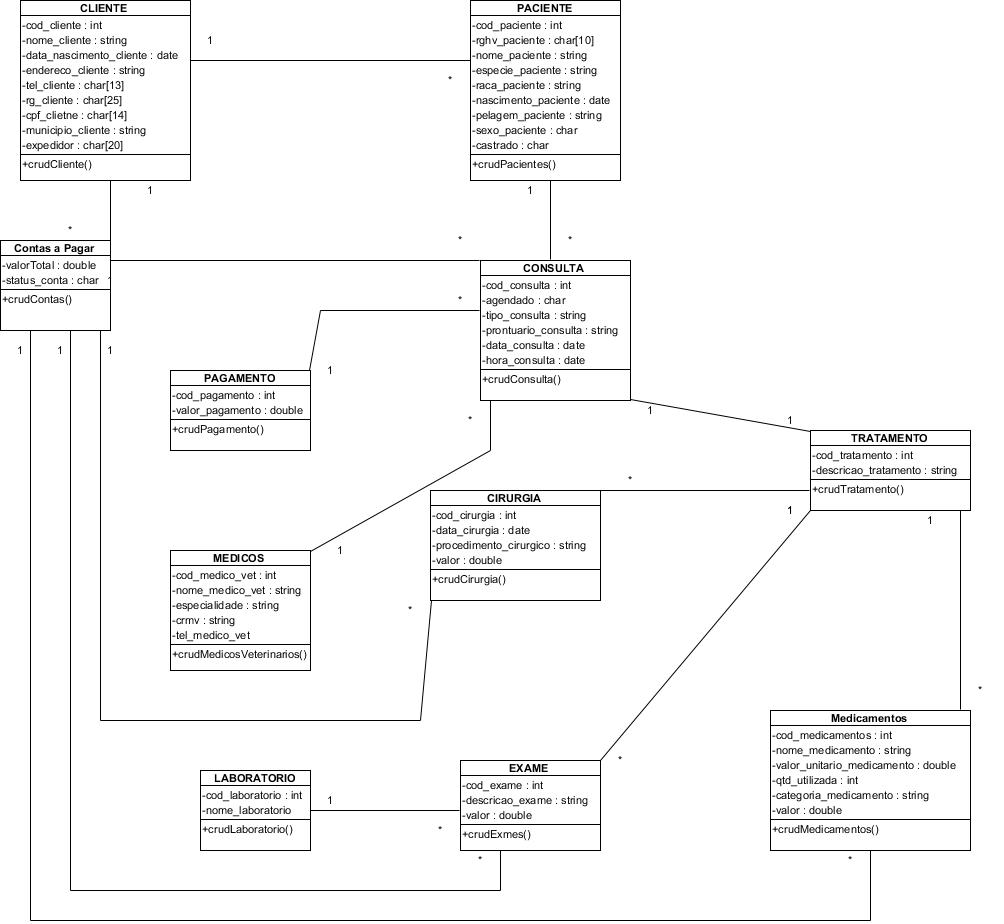 CLIENTE
-cod_cliente : int
-nome_cliente : string
-data_nascimento_cliente : date
-endereco_cliente : string
-tel_cliente : char[13]
-rg_cliente : char[25]
-cpf_clietne : char[14]
-municipio_cliente : string
-expedidor : char[20]
+crudCliente()
1
*
PACIENTE
-cod_paciente : int
-rghv_paciente : char[10]
-nome_paciente : string
-especie_paciente : string
-raca_paciente : string
-nascimento_paciente : date
-pelagem_paciente : string
-sexo_paciente : char
-castrado : char
+crudPacientes()
1
1
*
*
*
Contas a Pagar
-valorTotal : double
-status_conta : char
1
+crudContas()
1
1
1
CONSULTA
-cod_consulta : int
-agendado : char
-tipo_consulta : string
-prontuario_consulta : string
-data_consulta : date
-hora_consulta : date
+crudConsulta()
*
1
PAGAMENTO
-cod_pagamento : int
-valor_pagamento : double
+crudPagamento()
*
1
1
TRATAMENTO
-cod_tratamento : int
-descricao_tratamento : string
+crudTratamento()
*
1
1
CIRURGIA
-cod_cirurgia : int
-data_cirurgia : date
-procedimento_cirurgico : string
-valor : double
+crudCirurgia()
*
1
MEDICOS
-cod_medico_vet : int
-nome_medico_vet : string
-especialidade : string
-crmv : string
-tel_medico_vet
+crudMedicosVeterinarios()
*
Medicamentos
-cod_medicamentos : int
-nome_medicamento : string
-valor_unitario_medicamento : double
-qtd_utilizada : int
-categoria_medicamento : string
-valor : double
+crudMedicamentos()
*
*
EXAME
-cod_exame : int
-descricao_exame : string
-valor : double
+crudExmes()
*
LABORATORIO
-cod_laboratorio : int
-nome_laboratorio
+crudLaboratorio()
1
*